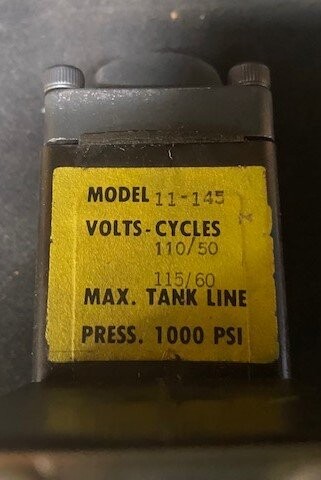 MODEL 11-145
VOLTS-CYCLES
110/50
115/60
MAX. TANK LINE
PRESS. 1000 PSI